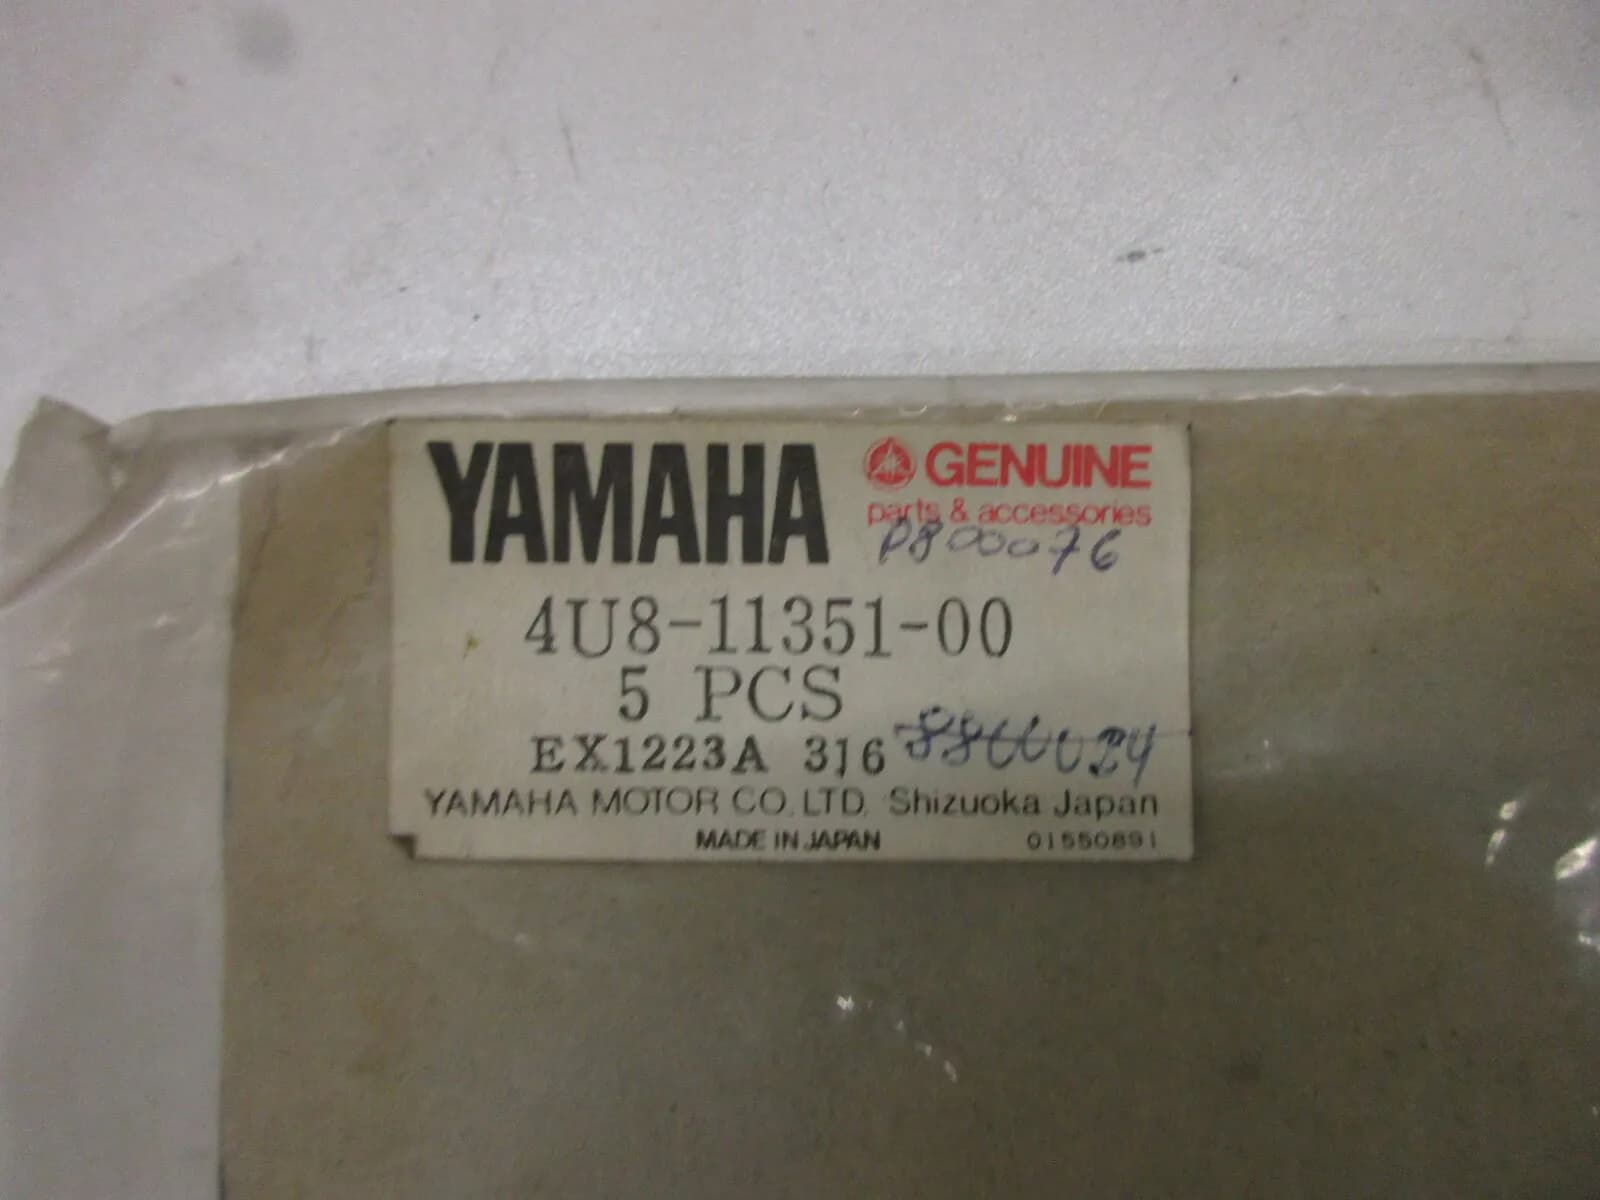 YAMAHA GENUINE
parts & accessories
P800076
4U8-11351-00
5 PCS
EX1223A 316
YAMAHA MOTOR CO. LTD. Shizuoka Japan
MADE IN JAPAN 01550891